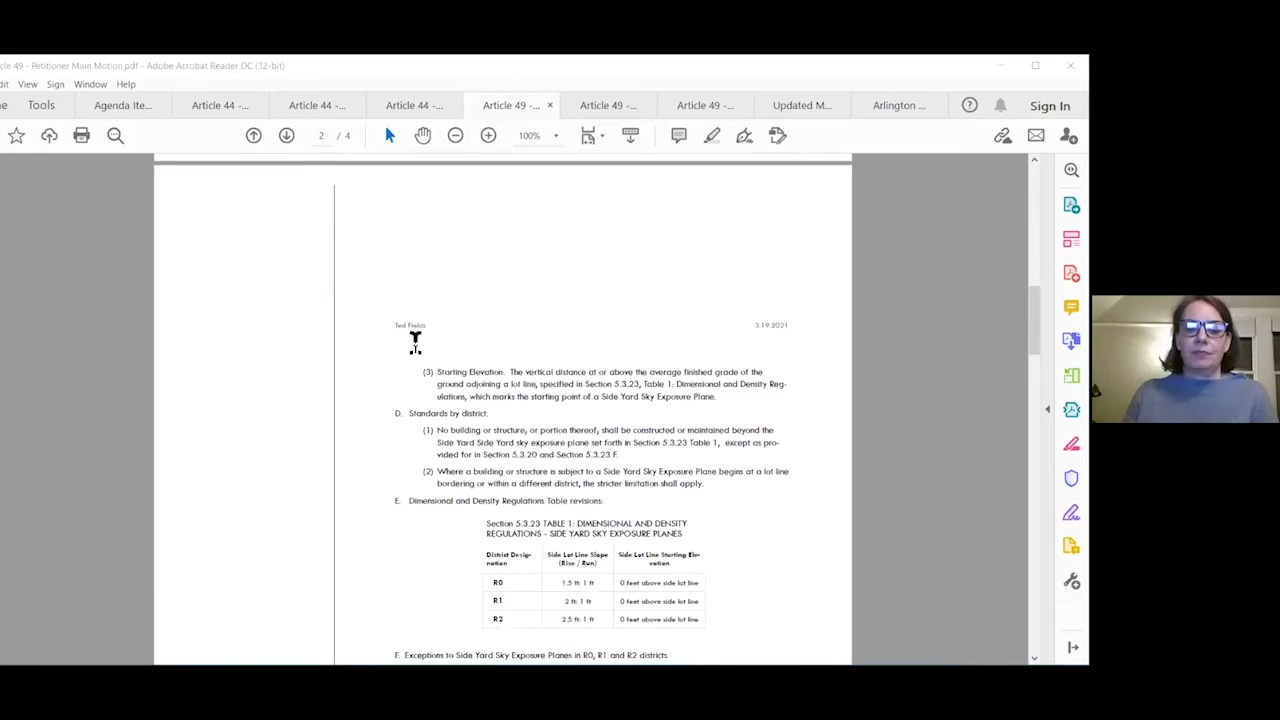 cle 49 - Petitioner Main Motion.pdf - Adobe Acrobat Reader DC (32-bit)
dit View Sign Window Help
e Tools Agenda Ite... Article 44 -... Article 44 -... Article 44 -... Article 49 -... Article 49 -... Article 49 -... Updated M... Arlington Sign In
2 / 4 100%
Ted Fields 3.19.2021
(3) Starting Elevation: The vertical distance at or above the average finished grade of the
ground adjoining a lot line, specified in Section 5.3.23, Table 1: Dimensional and Density Reg-
ulations, which marks the starting point of a Side Yard Sky Exposure Plane.
D. Standards by district.
(1) No building or structure, or portion thereof, shall be constructed or maintained beyond the
Side Yard Side Yard sky exposure plane set forth in Section 5.3.23 Table 1, except as pro-
vided for in Section 5.3.20 and Section 5.3.23 F.
(2) Where a building or structure is subject to a Side Yard Sky Exposure Plane begins at a lot line
bordering or within a different district, the stricter limitation shall apply.
E. Dimensional and Density Regulations Table revisions:
Section 5.3.23 TABLE 1: DIMENSIONAL AND DENSITY
REGULATIONS - SIDE YARD SKY EXPOSURE PLANES
District Desig- Side Lot Line Slope Side Lot Line Starting Ele-
nation (Rise / Run) vation
R0 1.5 ft: 1 ft 0 feet above side lot line
R1 2 ft: 1 ft 0 feet above side lot line
R2 2.5 ft: 1 ft 0 feet above side lot line
F. Exceptions to Side Yard Sky Exposure Planes in R0, R1 and R2 districts.